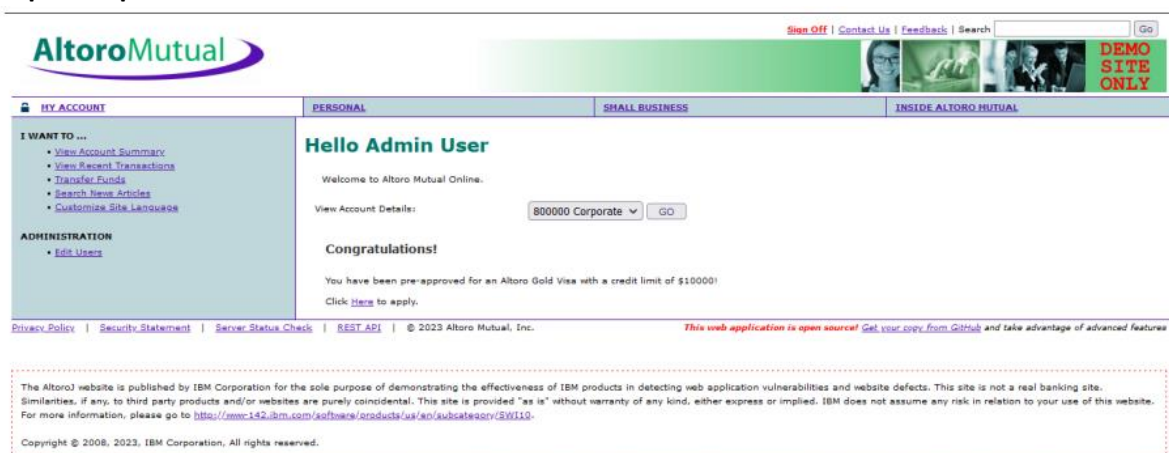 Sign Off | Contact Us | Feedback | Search Go
AltoroMutual
DEMO
SITE
ONLY
MY ACCOUNT
PERSONAL
SMALL BUSINESS
INSIDE ALTORO MUTUAL
I WANT TO ...
• View Account Summary
• View Recent Transactions
• Transfer Funds
• Search News Articles
• Customize Site Language
ADMINISTRATION
• Edit Users
Hello Admin User
Welcome to Altoro Mutual Online.
View Account Details: 800000 Corporate GO
Congratulations!
You have been pre-approved for an Altoro Gold Visa with a credit limit of $10000!
Click Here to apply.
Privacy Policy | Security Statement | Server Status Check | REST API | © 2023 Altoro Mutual, Inc.
This web application is open source! Get your copy from GitHub and take advantage of advanced features
The AltoroJ website is published by IBM Corporation for the sole purpose of demonstrating the effectiveness of IBM products in detecting web application vulnerabilities and website defects. This site is not a real banking site.
Similarities, if any, to third party products and/or websites are purely coincidental. This site is provided "as is" without warranty of any kind, either express or implied. IBM does not assume any risk in relation to your use of this website.
For more information, please go to http://www-142.ibm.com/software/products/us/en/subcategory/SWI10.
Copyright © 2008, 2023, IBM Corporation, All rights reserved.